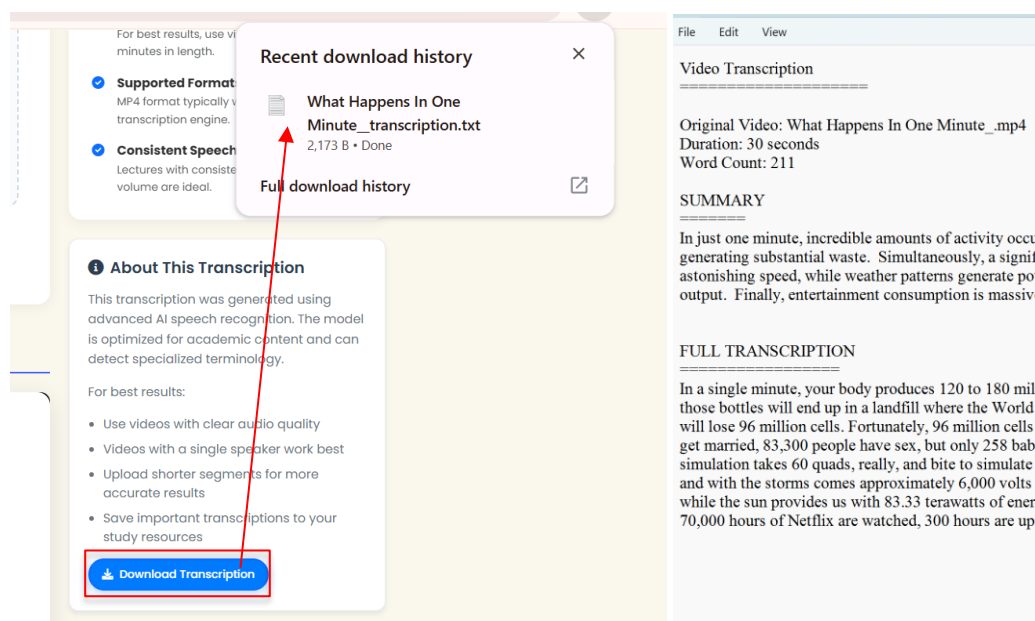 For best results, use vi
minutes in length.
Supported Format
MP4 format typically
transcription engine.
Consistent Speech
Lectures with consiste
volume are ideal.
Recent download history
What Happens In One
Minute__transcription.txt
2,173 B • Done
Full download history
About This Transcription
This transcription was generated using
advanced AI speech recognition. The model
is optimized for academic content and can
detect specialized terminology.
For best results:
Use videos with clear audio quality
Videos with a single speaker work best
Upload shorter segments for more
accurate results
Save important transcriptions to your
study resources
Download Transcription
File Edit View
Video Transcription
====================
Original Video: What Happens In One Minute_.mp4
Duration: 30 seconds
Word Count: 211
SUMMARY
=======
In just one minute, incredible amounts of activity occu
generating substantial waste.  Simultaneously, a signif
astonishing speed, while weather patterns generate po
output.  Finally, entertainment consumption is massiv
FULL TRANSCRIPTION
=================
In a single minute, your body produces 120 to 180 mil
those bottles will end up in a landfill where the World
will lose 96 million cells. Fortunately, 96 million cells
get married, 83,300 people have sex, but only 258 bab
simulation takes 60 quads, really, and bite to simulate
and with the storms comes approximately 6,000 volts
while the sun provides us with 83.33 terawatts of ener
70,000 hours of Netflix are watched, 300 hours are up